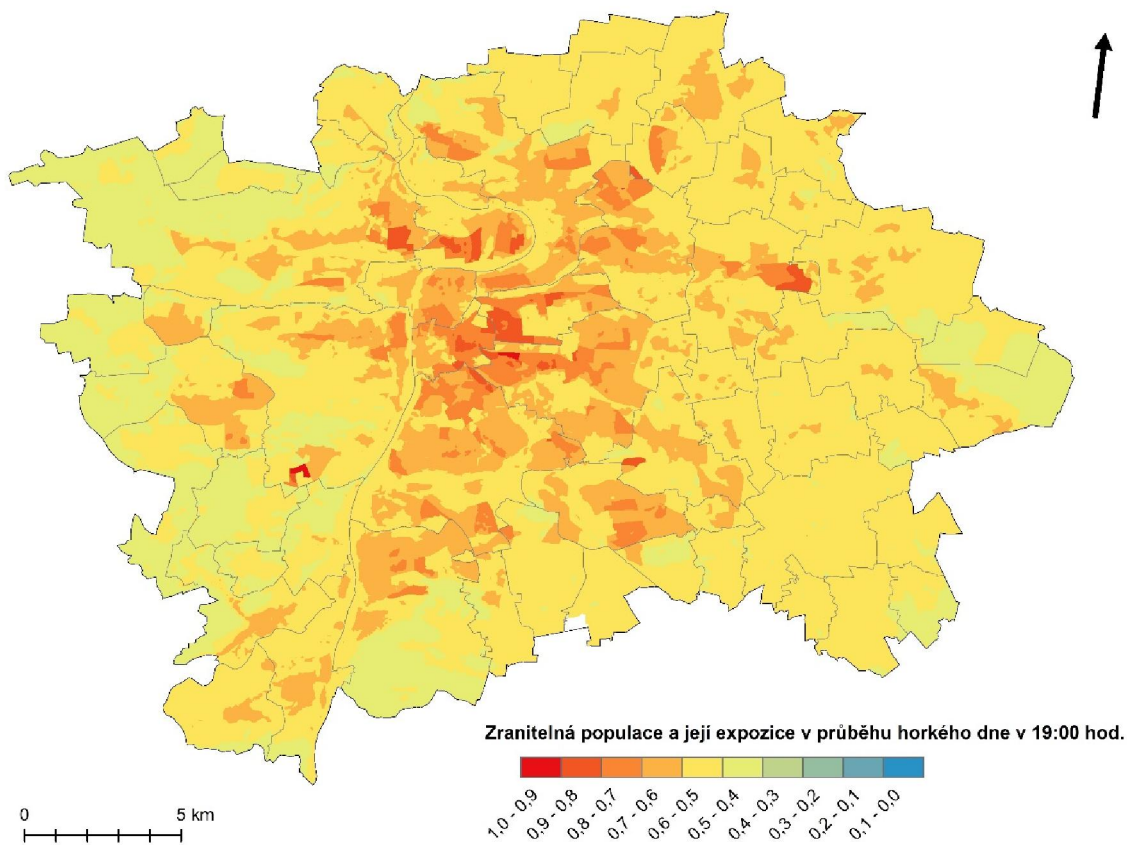 Zranitelná populace a její expozice v průběhu horkého dne v 19:00 hod.
1,0 - 0,9
0,9 - 0,8
0,8 - 0,7
0,7 - 0,6
0,6 - 0,5
0,5 - 0,4
0,4 - 0,3
0,3 - 0,2
0,2 - 0,1
0,1 - 0,0
0 5 km